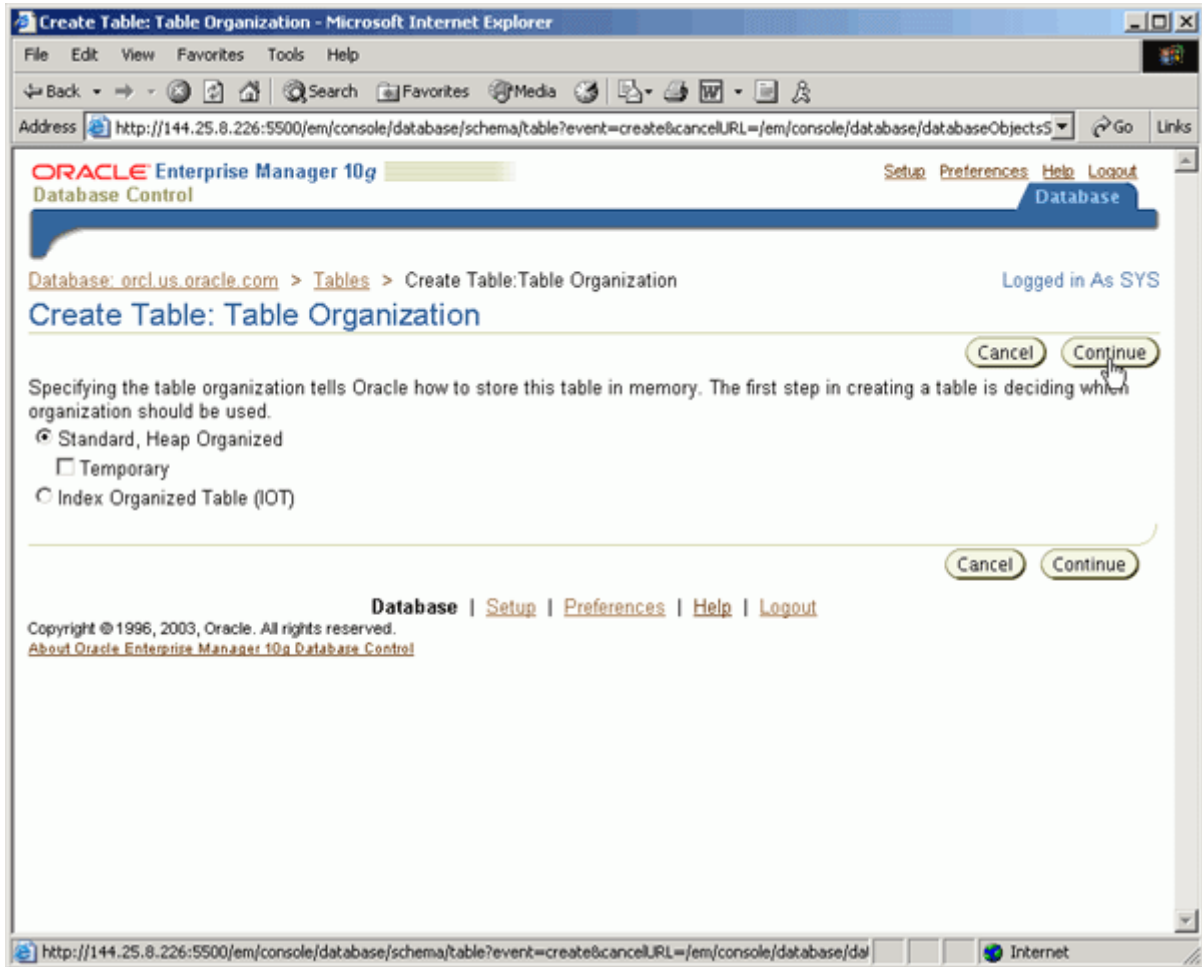 Create Table: Table Organization - Microsoft Internet Explorer
File Edit View Favorites Tools Help
Back Search Favorites Media
Address http://144.25.8.226:5500/em/console/database/schema/table?event=create&cancelURL=/em/console/database/databaseObjectsS Go Links
ORACLE Enterprise Manager 10g Setup Preferences Help Logout
Database Control Database
Database: orcl.us.oracle.com > Tables > Create Table:Table Organization Logged in As SYS
Create Table: Table Organization
Cancel Continue
Specifying the table organization tells Oracle how to store this table in memory. The first step in creating a table is deciding which
organization should be used.
Standard, Heap Organized
Temporary
Index Organized Table (IOT)
Cancel Continue
Database | Setup | Preferences | Help | Logout
Copyright © 1996, 2003, Oracle. All rights reserved.
About Oracle Enterprise Manager 10g Database Control
http://144.25.8.226:5500/em/console/database/schema/table?event=create&cancelURL=/em/console/database/dat Internet